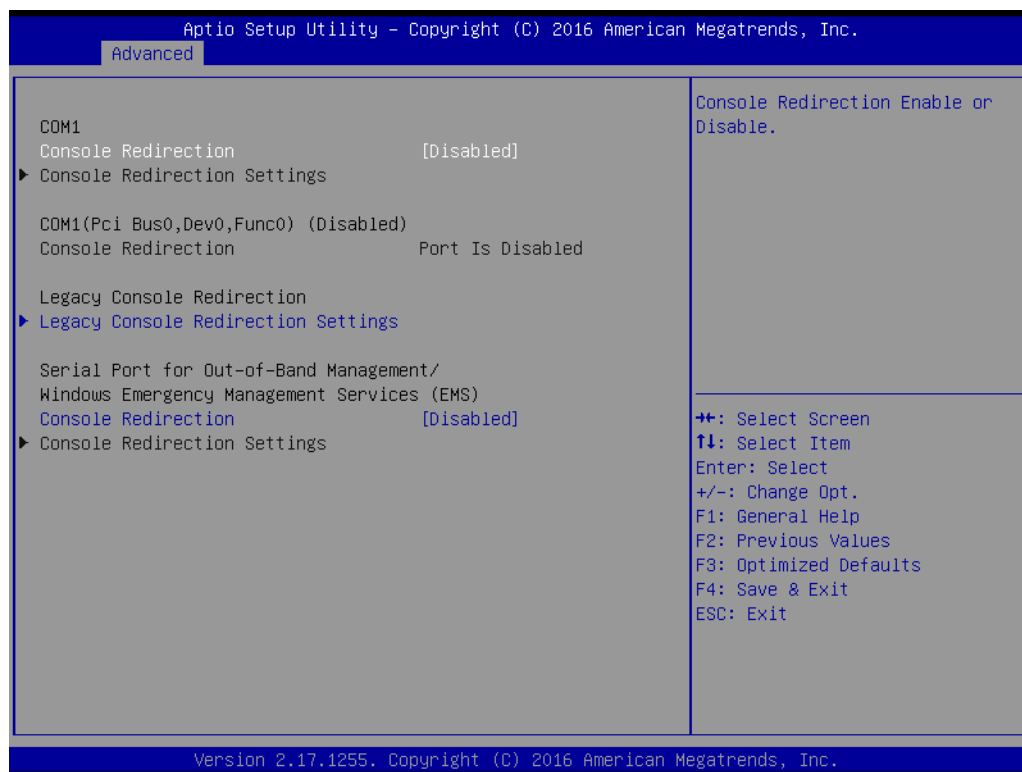 Aptio Setup Utility – Copyright (C) 2016 American Megatrends, Inc.
Advanced
COM1
Console Redirection [Disabled]
▶ Console Redirection Settings
COM1(Pci Bus0,Dev0,Func0) (Disabled)
Console Redirection Port Is Disabled
Legacy Console Redirection
▶ Legacy Console Redirection Settings
Serial Port for Out-of-Band Management/
Windows Emergency Management Services (EMS)
Console Redirection [Disabled]
▶ Console Redirection Settings
Console Redirection Enable or
Disable.
→←: Select Screen
↑↓: Select Item
Enter: Select
+/-: Change Opt.
F1: General Help
F2: Previous Values
F3: Optimized Defaults
F4: Save & Exit
ESC: Exit
Version 2.17.1255. Copyright (C) 2016 American Megatrends, Inc.